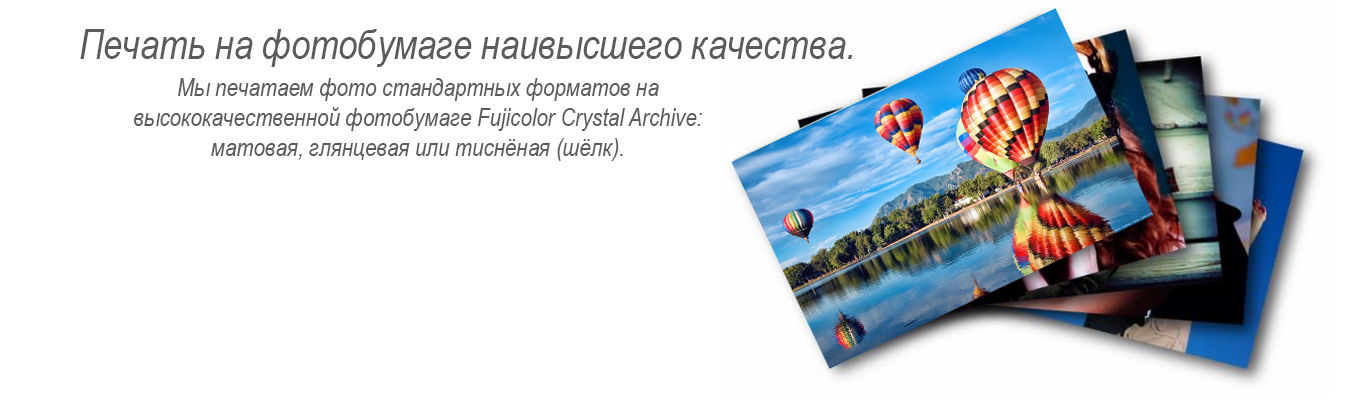 Печать на фотобумаге наивысшего качества.
Мы печатаем фото стандартных форматов на
высококачественной фотобумаге Fujicolor Crystal Archive:
матовая, глянцевая или тиснёная (шёлк).